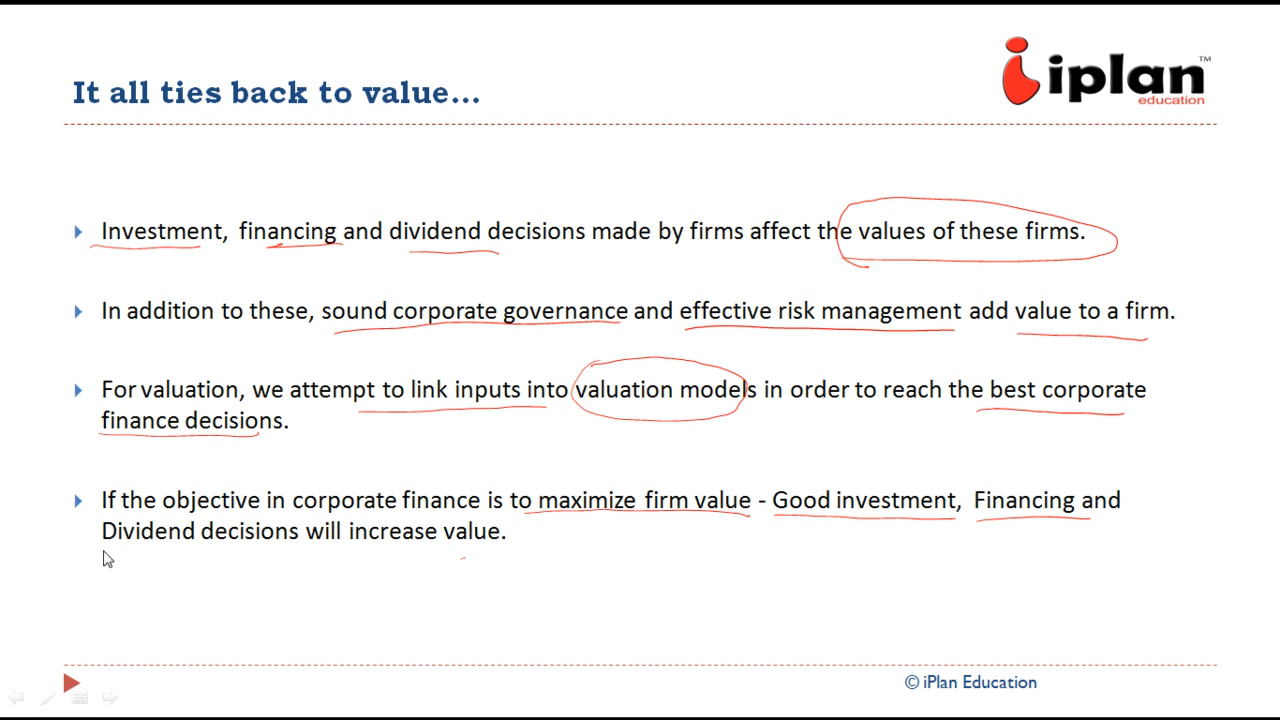 It all ties back to value...
iplan™
education
Investment, financing and dividend decisions made by firms affect the values of these firms.
In addition to these, sound corporate governance and effective risk management add value to a firm.
For valuation, we attempt to link inputs into valuation models in order to reach the best corporate
finance decisions.
If the objective in corporate finance is to maximize firm value - Good investment, Financing and
Dividend decisions will increase value.
© iPlan Education